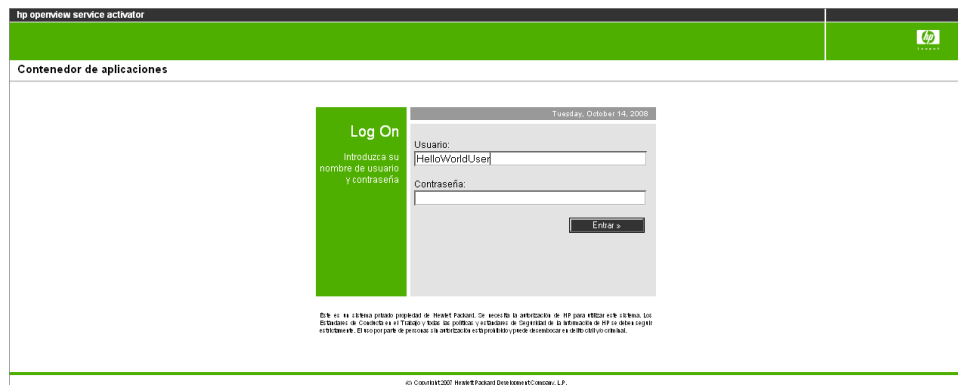 hp openview service activator
hp
invent
Contenedor de aplicaciones
Tuesday, October 14, 2008
Log On
Introduzca su
nombre de usuario
y contraseña
Usuario:
HelloWorldUser
Contraseña:
Entrar »
Este es un sistema privado propiedad de Hewlett Packard. Se necesita la autorización de HP para utilizar este sistema. Los
Estándares de Conducta en el Trabajo y todas las políticas y estándares de Seguridad de la Información de HP se deben seguir
estrictamente. El uso por parte de personas sin autorización está prohibido y puede desembocar en delito civil y/o criminal.
(c) Copyright 2007 Hewlett Packard Development Company, L.P.